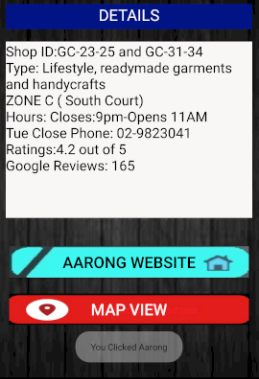 DETAILS
Shop ID:GC-23-25 and GC-31-34
Type: Lifestyle, readymade garments
and handycrafts
ZONE C ( South Court)
Hours: Closes:9pm-Opens 11AM
Tue Close Phone: 02-9823041
Ratings:4.2 out of 5
Google Reviews: 165
AARONG WEBSITE
MAP VIEW
You Clicked Aarong